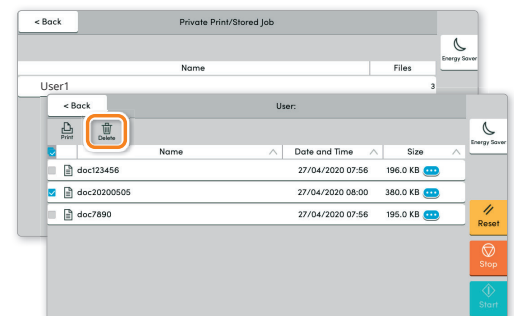 < Back Private Print/Stored Job
Energy Saver
Name Files
User1 3
< Back User:
Print Delete
Energy Saver
Name Date and Time Size
doc123456 27/04/2020 07:56 196.0 KB
doc20200505 27/04/2020 08:00 380.0 KB
doc7890 27/04/2020 07:56 195.0 KB
Reset
Stop
Start